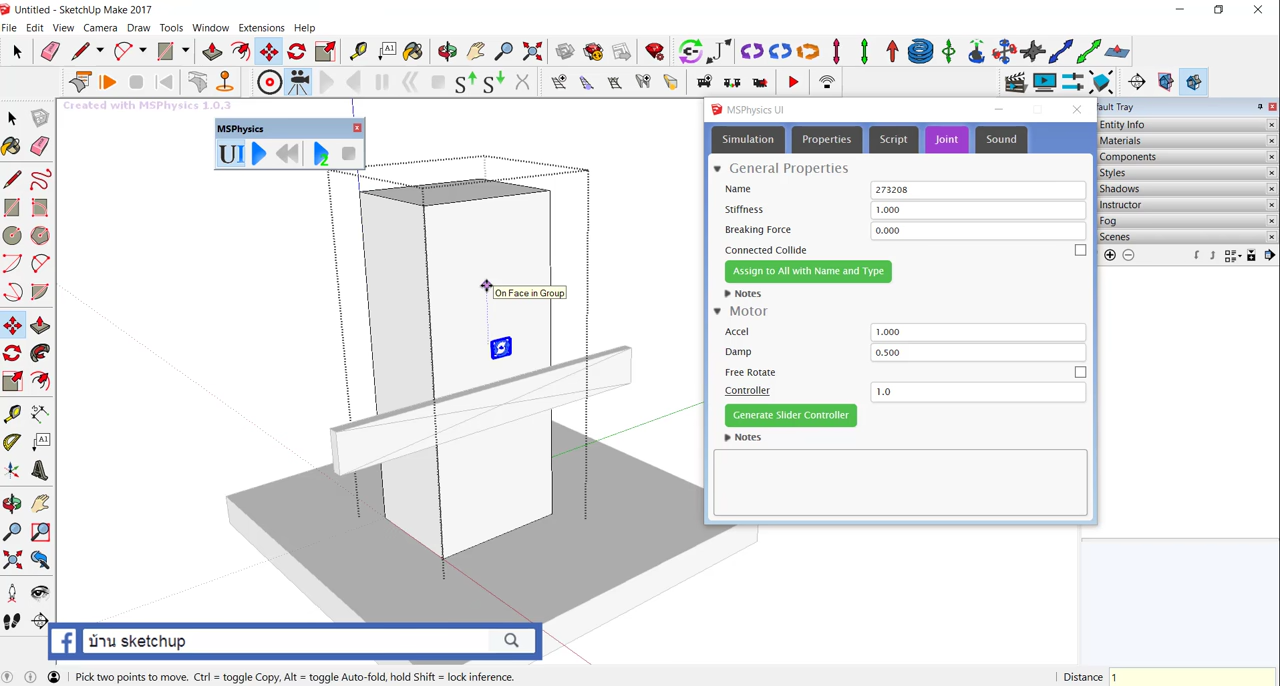 Untitled - SketchUp Make 2017
File Edit View Camera Draw Tools Window Extensions Help
Created with MSPhysics 1.0.3
MSPhysics
UI
2
On Face in Group
MSPhysics UI
Simulation Properties Script Joint Sound
General Properties
Name 273208
Stiffness 1.000
Breaking Force 0.000
Connected Collide
Assign to All with Name and Type
Notes
Motor
Accel 1.000
Damp 0.500
Free Rotate
Controller 1.0
Generate Slider Controller
Notes
ault Tray
Entity Info
Materials
Components
Styles
Shadows
Instructor
Fog
Scenes
บ้าน sketchup
Pick two points to move. Ctrl = toggle Copy, Alt = toggle Auto-fold, hold Shift = lock inference.
Distance 1